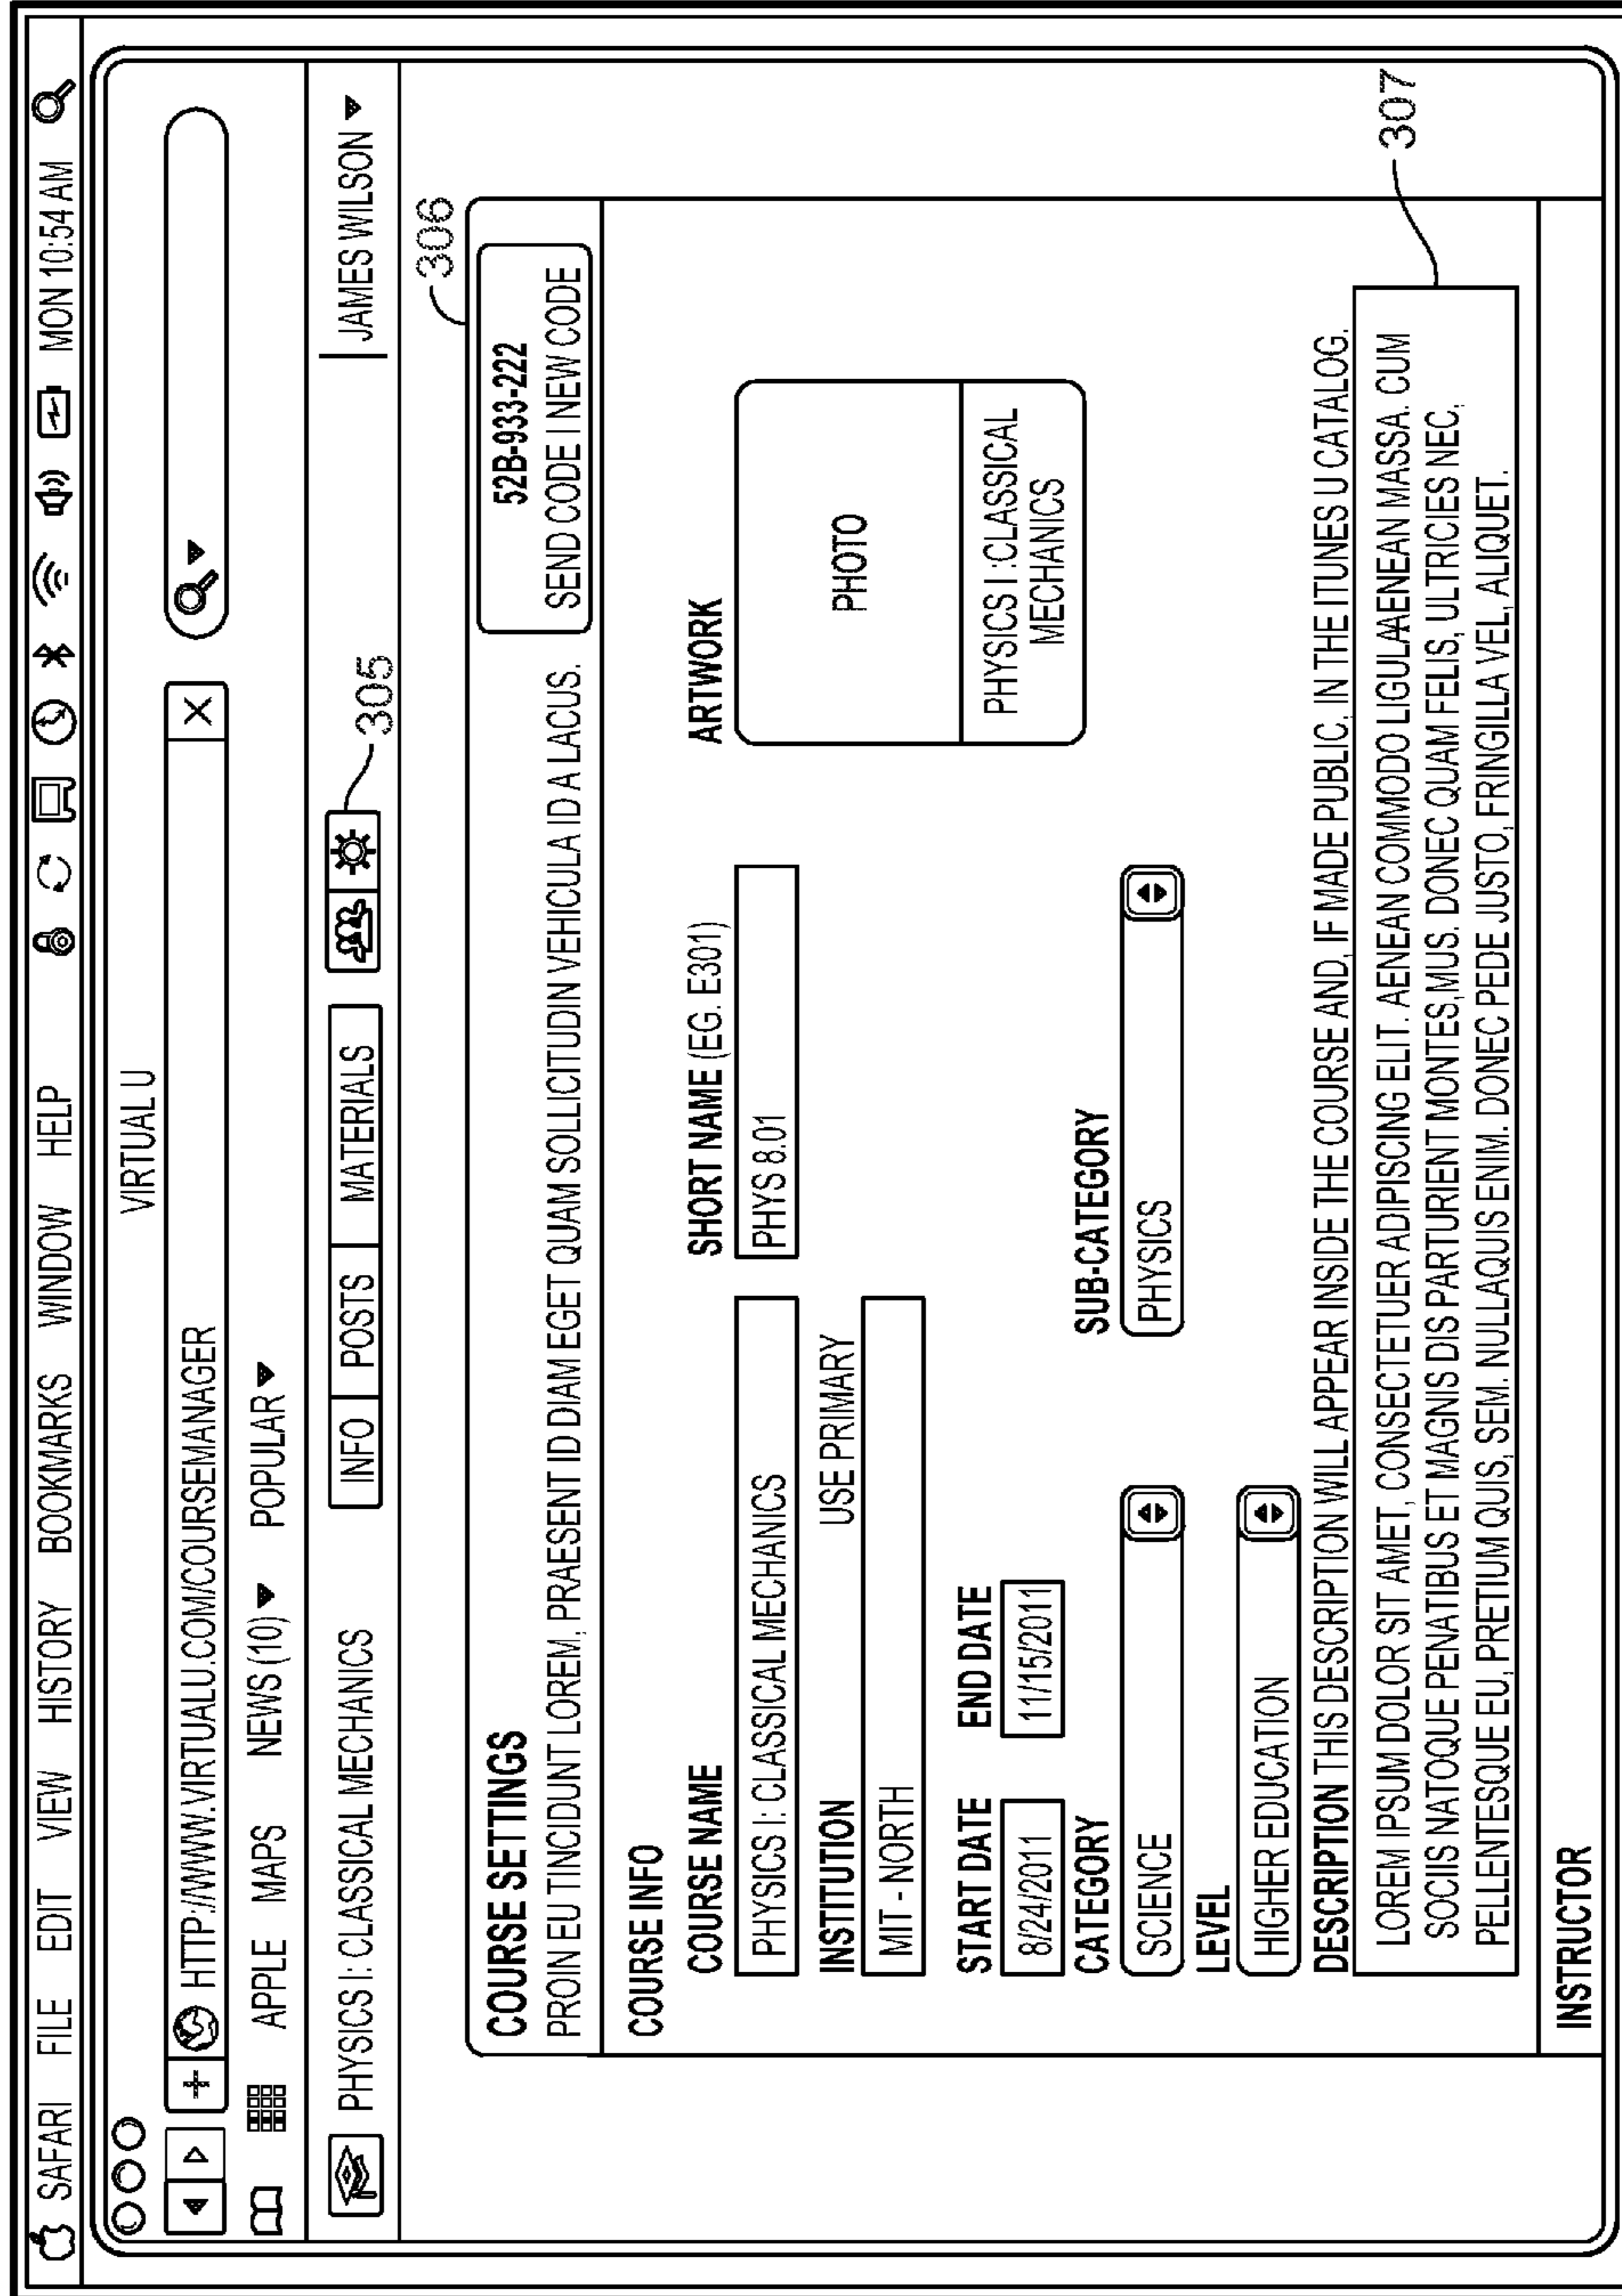 SAFARI FILE EDIT VIEW HISTORY BOOKMARKS WINDOW HELP MON 10:54 AM
VIRTUAL U
HTTP://WWW.VIRTUALU.COM/COURSEMANAGER X
APPLE MAPS NEWS (10) POPULAR
PHYSICS I: CLASSICAL MECHANICS INFO POSTS MATERIALS JAMES WILSON
305
306
COURSE SETTINGS 52B-933-222
PROIN EU TINCIDUNT LOREM, PRAESENT ID DIAM EGET QUAM SOLLICITUDIN VEHICULA ID A LACUS. SEND CODE I NEW CODE
COURSE INFO
COURSE NAME SHORT NAME (EG. E301) ARTWORK
PHYSICS I: CLASSICAL MECHANICS PHYS 8.01
INSTITUTION USE PRIMARY PHOTO
MIT - NORTH
START DATE END DATE PHYSICS I :CLASSICAL
8/24/2011 11/15/2011 MECHANICS
CATEGORY SUB-CATEGORY
SCIENCE PHYSICS
LEVEL
HIGHER EDUCATION
DESCRIPTION THIS DESCRIPTION WILL APPEAR INSIDE THE COURSE AND, IF MADE PUBLIC, IN THE ITUNES U CATALOG.
307
LOREM IPSUM DOLOR SIT AMET, CONSECTETUER ADIPISCING ELIT. AENEAN COMMODO LIGULAAENEAN MASSA. CUM
SOCIIS NATOQUE PENATIBUS ET MAGNIS DIS PARTURIENT MONTES,MUS. DONEC QUAM FELIS, ULTRICIES NEC,
PELLENTESQUE EU, PRETIUM QUIS, SEM. NULLAQUIS ENIM. DONEC PEDE JUSTO, FRINGILLA VEL, ALIQUET.
INSTRUCTOR